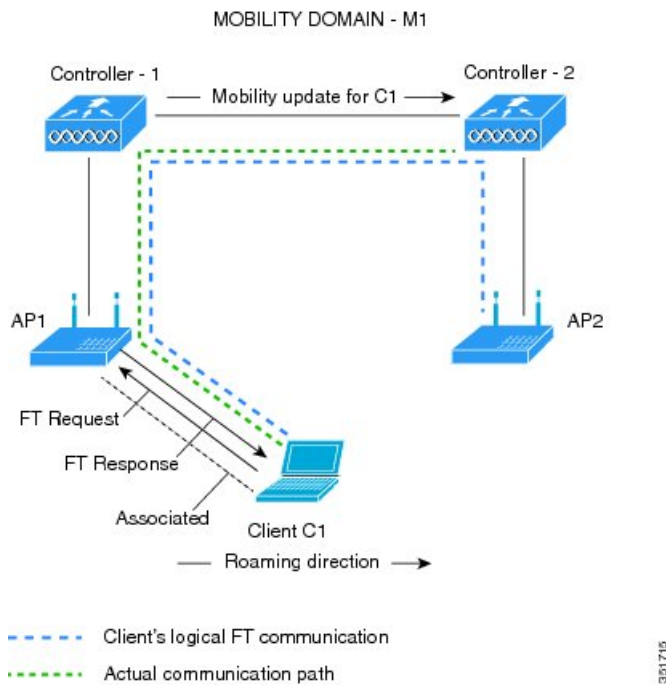 MOBILITY DOMAIN - M1
Controller - 1
Controller - 2
Mobility update for C1
AP1
AP2
FT Request
FT Response
Associated
Client C1
Roaming direction
Client's logical FT communication
Actual communication path
351715